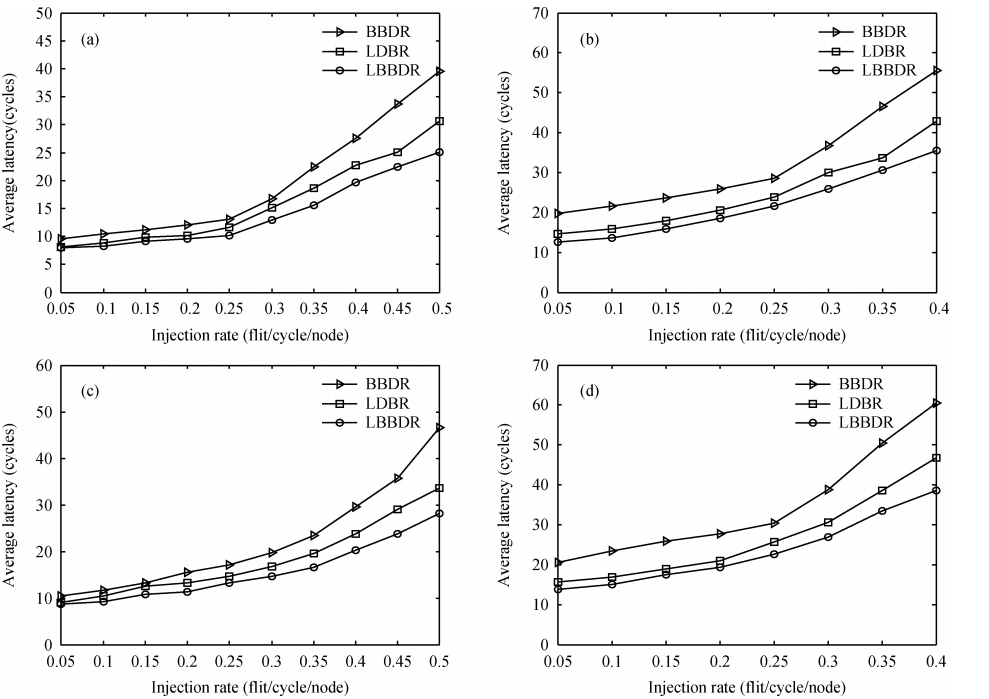 50
45
40
35
30
25
20
15
10
5
0
Average latency(cycles)
(a)
BBDR
LDBR
LBBDR
0.05 0.1 0.15 0.2 0.25 0.3 0.35 0.4 0.45 0.5
Injection rate (flit/cycle/node)
70
60
50
40
30
20
10
0
Average latency (cycles)
(b)
BBDR
LDBR
LBBDR
0.05 0.1 0.15 0.2 0.25 0.3 0.35 0.4
Injection rate (flit/cycle/node)
60
50
40
30
20
10
0
Average latency (cycles)
(c)
BBDR
LDBR
LBBDR
0.05 0.1 0.15 0.2 0.25 0.3 0.35 0.4 0.45 0.5
Injection rate (flit/cycle/node)
70
60
50
40
30
20
10
0
Average latency (cycles)
(d)
BBDR
LDBR
LBBDR
0.05 0.1 0.15 0.2 0.25 0.3 0.35 0.4
Injection rate (flit/cycle/node)